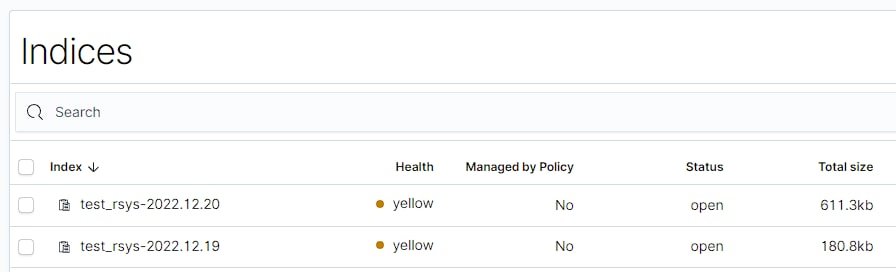 Indices
Search
Index Health Managed by Policy Status Total size
test_rsys-2022.12.20 yellow No open 611.3kb
test_rsys-2022.12.19 yellow No open 180.8kb